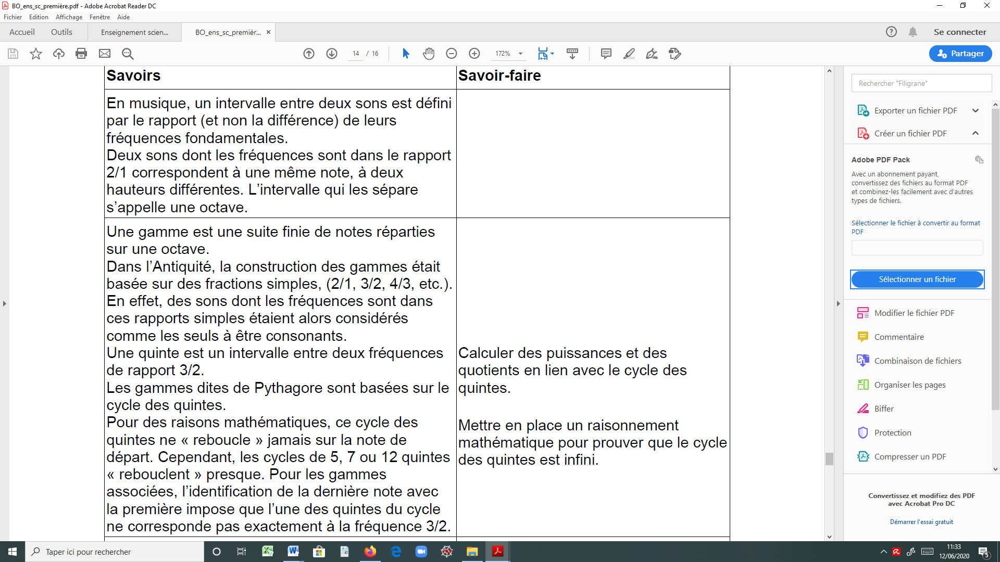 BO_ens_sc_première.pdf - Adobe Acrobat Reader DC
Fichier Edition Affichage Fenêtre Aide
Accueil Outils Enseignement scien... BO_ens_sc_premièr... Se connecter
14 / 16 172% Partager
Savoirs
Savoir-faire
En musique, un intervalle entre deux sons est défini
par le rapport (et non la différence) de leurs
fréquences fondamentales.
Deux sons dont les fréquences sont dans le rapport
2/1 correspondent à une même note, à deux
hauteurs différentes. L’intervalle qui les sépare
s’appelle une octave.
Une gamme est une suite finie de notes réparties
sur une octave.
Dans l’Antiquité, la construction des gammes était
basée sur des fractions simples, (2/1, 3/2, 4/3, etc.).
En effet, des sons dont les fréquences sont dans
ces rapports simples étaient alors considérés
comme les seuls à être consonants.
Une quinte est un intervalle entre deux fréquences
de rapport 3/2.
Les gammes dites de Pythagore sont basées sur le
cycle des quintes.
Pour des raisons mathématiques, ce cycle des
quintes ne « reboucle » jamais sur la note de
départ. Cependant, les cycles de 5, 7 ou 12 quintes
« rebouclent » presque. Pour les gammes
associées, l’identification de la dernière note avec
la première impose que l’une des quintes du cycle
ne corresponde pas exactement à la fréquence 3/2.
Calculer des puissances et des
quotients en lien avec le cycle des
quintes.
Mettre en place un raisonnement
mathématique pour prouver que le cycle
des quintes est infini.
Rechercher "Filigrane"
Exporter un fichier PDF
Créer un fichier PDF
Adobe PDF Pack
Avec un abonnement payant,
convertissez des fichiers au format PDF
et combinez-les facilement avec d’autres
types de fichiers.
Sélectionner le fichier à convertir au format
PDF
Sélectionner un fichier
Modifier le fichier PDF
Commentaire
Combinaison de fichiers
Organiser les pages
Biffer
Protection
Compresser un PDF
Convertissez et modifiez des PDF
avec Acrobat Pro DC
Démarrer l'essai gratuit
Taper ici pour rechercher
11:33
12/06/2020
5